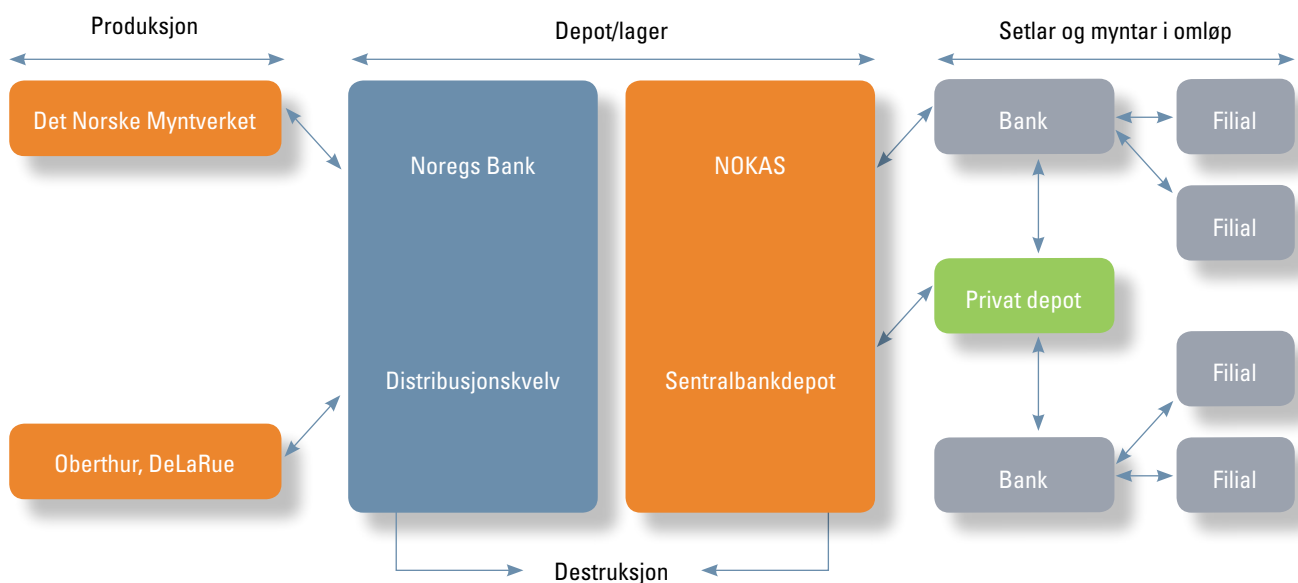 Produksjon
Depot/lager
Setlar og myntar i omløp
Det Norske Myntverket
Oberthur, DeLaRue
Noregs Bank
Distribusjonskvelv
NOKAS
Sentralbankdepot
Bank
Filial
Filial
Privat depot
Filial
Bank
Filial
Destruksjon